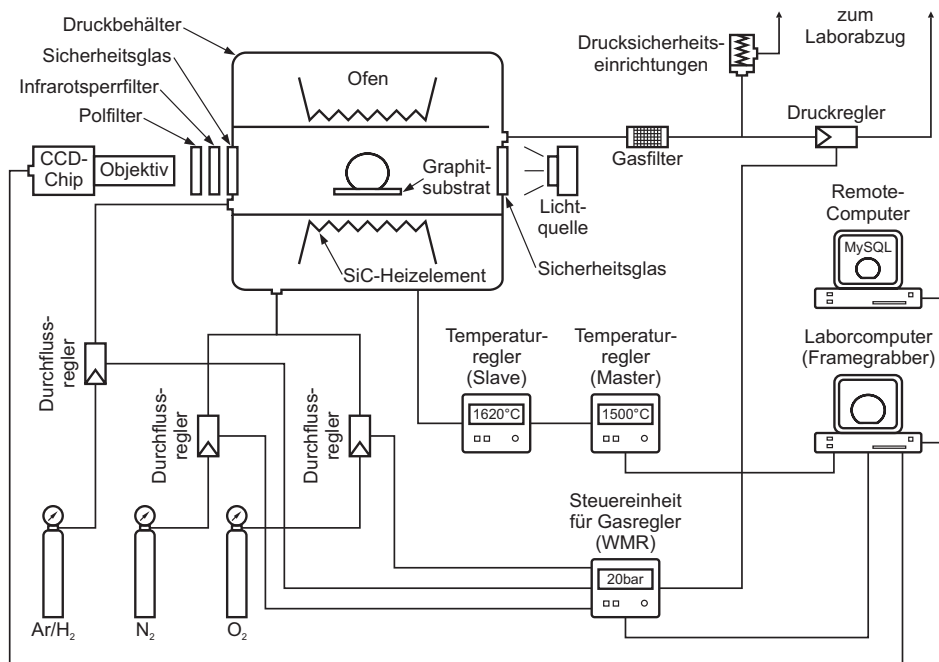 Druckbehälter
Sicherheitsglas
Infrarotsperrfilter
Polfilter
CCD-
Chip
Objektiv
Ofen
Graphit-
substrat
SiC-Heizelement
Drucksicherheits-
einrichtungen
zum
Laborabzug
Druckregler
Gasfilter
Licht-
quelle
Sicherheitsglas
Remote-
Computer
MySQL
Laborcomputer
(Framegrabber)
Temperatur-
regler
(Slave)
1620°C
Temperatur-
regler
(Master)
1500°C
Durchfluss-
regler
Durchfluss-
regler
Durchfluss-
regler
Steuereinheit
für Gasregler
(WMR)
20bar
Ar/H₂
N₂
O₂